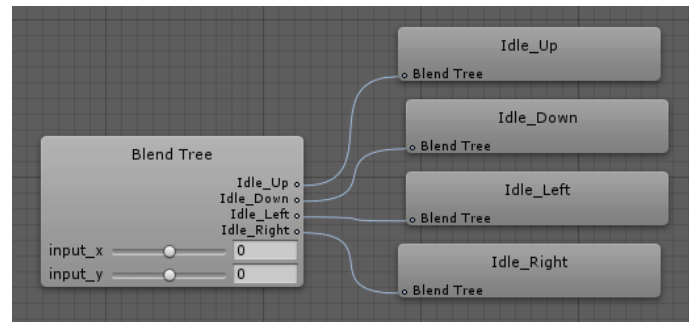 Blend Tree
Idle_Up
Idle_Down
Idle_Left
Idle_Right
input_x 0
input_y 0
Idle_Up
Blend Tree
Idle_Down
Blend Tree
Idle_Left
Blend Tree
Idle_Right
Blend Tree